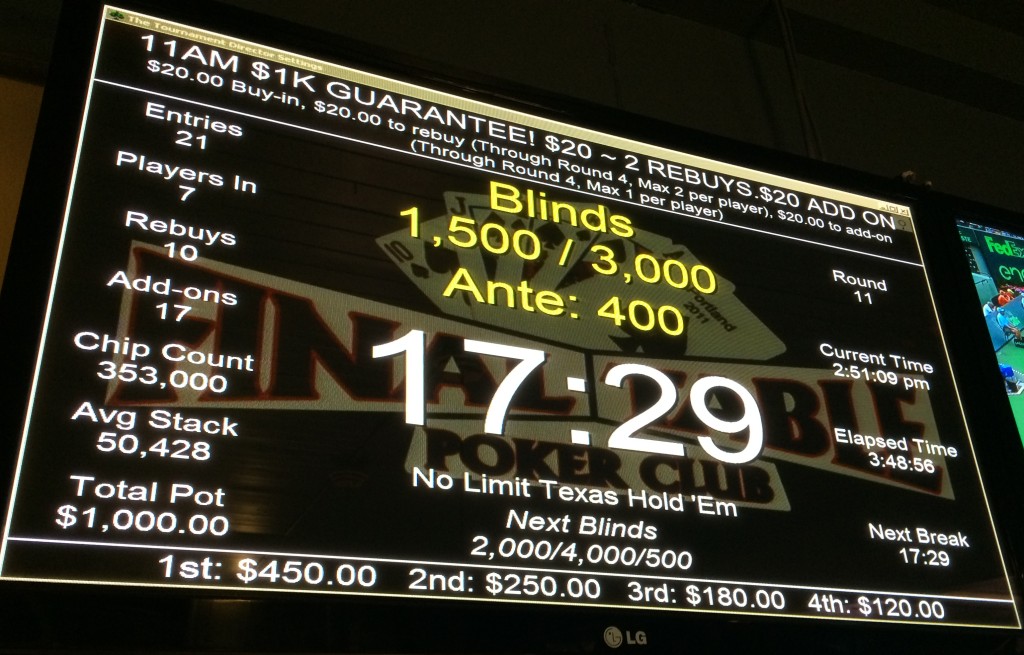 The Tournament Director Settings
11AM $1K GUARANTEE! $20 ~ 2 REBUYS.$20 ADD ON
$20.00 Buy-in, $20.00 to rebuy (Through Round 4, Max 2 per player), $20.00 to add-on
(Through Round 4, Max 1 per player)
Entries
21
Players In
7
Rebuys
10
Add-ons
17
Chip Count
353,000
Avg Stack
50,428
Total Pot
$1,000.00
Blinds
1,500 / 3,000
Ante: 400
17:29
No Limit Texas Hold 'Em
Next Blinds
2,000/4,000/500
J
10
Portland
2011
FINAL TABLE
POKER CLUB
Round
11
Current Time
2:51:09 pm
Elapsed Time
3:48:56
Next Break
17:29
1st: $450.00 2nd: $250.00 3rd: $180.00 4th: $120.00
LG
FedEx